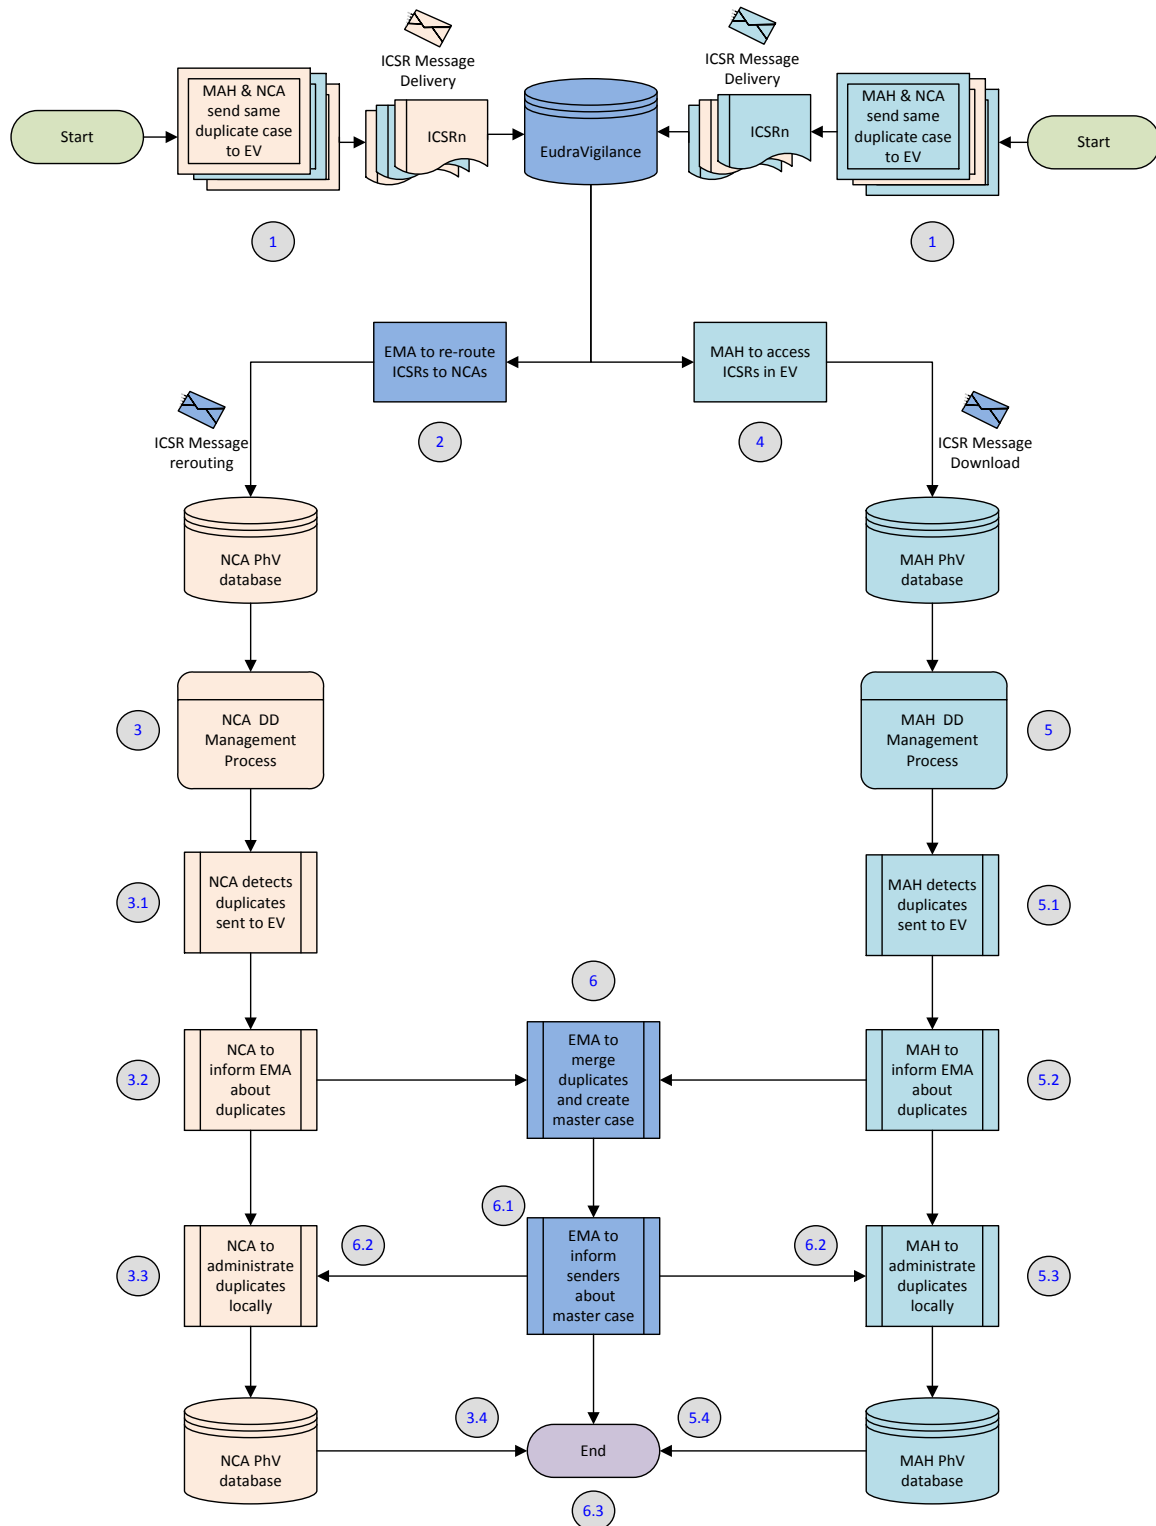 ICSR Message
Delivery
ICSR Message
Delivery
Start
MAH & NCA
send same
duplicate case
to EV
ICSRn
EudraVigilance
ICSRn
MAH & NCA
send same
duplicate case
to EV
Start
1
1
EMA to re-route
ICSRs to NCAs
MAH to access
ICSRs in EV
ICSR Message
rerouting
2
4
ICSR Message
Download
NCA PhV
database
MAH PhV
database
3
NCA DD
Management
Process
MAH DD
Management
Process
5
3.1
NCA detects
duplicates
sent to EV
MAH detects
duplicates
sent to EV
5.1
6
3.2
NCA to
inform EMA
about
duplicates
EMA to
merge
duplicates
and create
master case
MAH to
inform EMA
about
duplicates
5.2
6.1
3.3
NCA to
administrate
duplicates
locally
6.2
EMA to
inform
senders
about
master case
6.2
MAH to
administrate
duplicates
locally
5.3
NCA PhV
database
3.4
End
5.4
MAH PhV
database
6.3